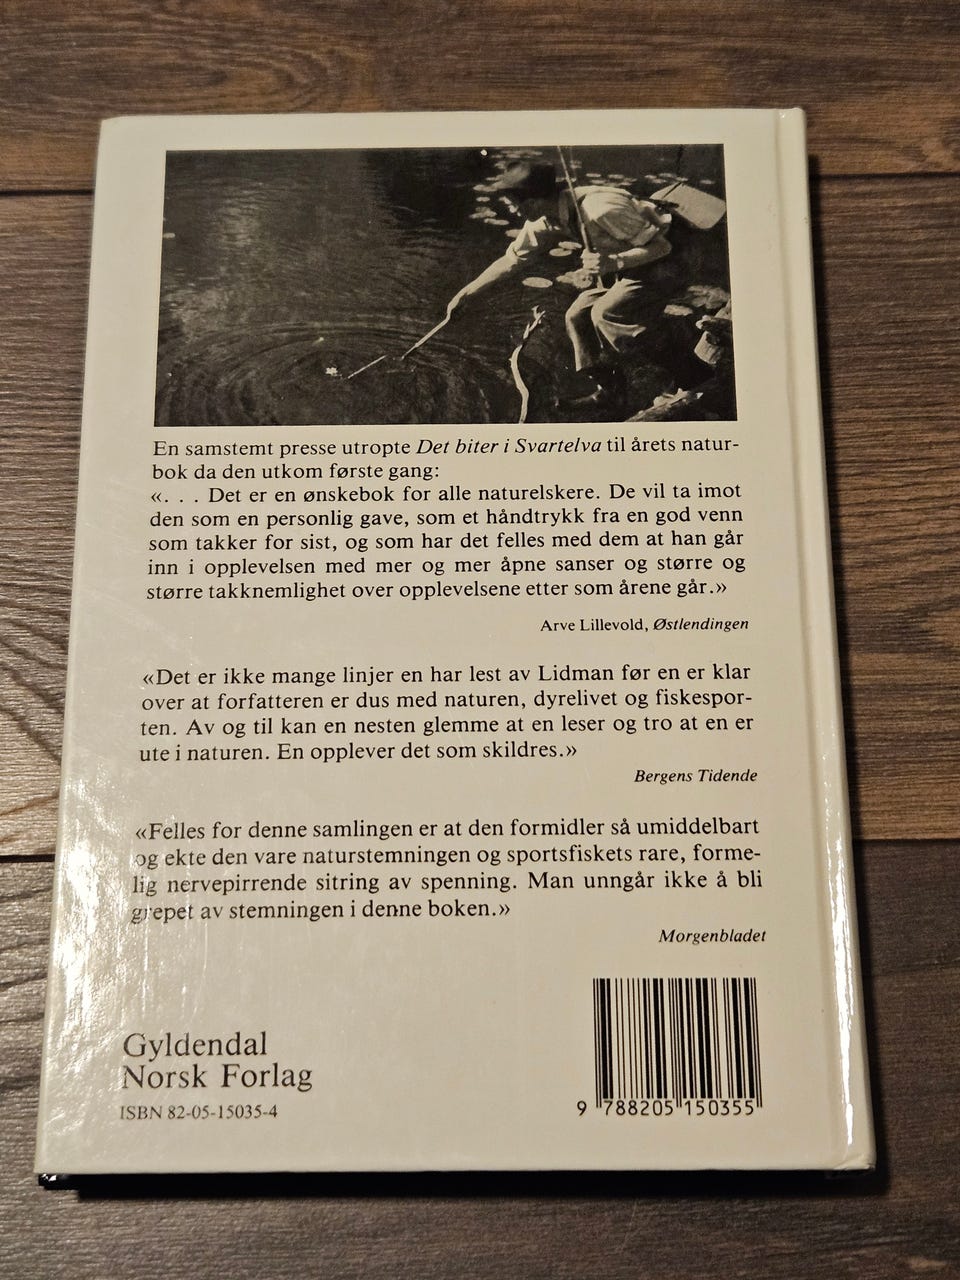 En samstemt presse utropte Det biter i Svartelva til årets natur-
bok da den utkom første gang:
«. . . Det er en ønskebok for alle naturelskere. De vil ta imot
den som en personlig gave, som et håndtrykk fra en god venn
som takker for sist, og som har det felles med dem at han går
inn i opplevelsen med mer og mer åpne sanser og større og
større takknemlighet over opplevelsene etter som årene går.»
Arve Lillevold, Østlendingen
«Det er ikke mange linjer en har lest av Lidman før en er klar
over at forfatteren er dus med naturen, dyrelivet og fiskespor-
ten. Av og til kan en nesten glemme at en leser og tro at en er
ute i naturen. En opplever det som skildres.»
Bergens Tidende
«Felles for denne samlingen er at den formidler så umiddelbart
og ekte den vare naturstemningen og sportsfiskets rare, forme-
lig nervepirrende sitring av spenning. Man unngår ikke å bli
grepet av stemningen i denne boken.»
Morgenbladet
Gyldendal
Norsk Forlag
ISBN 82-05-15035-4
9 788205 150355